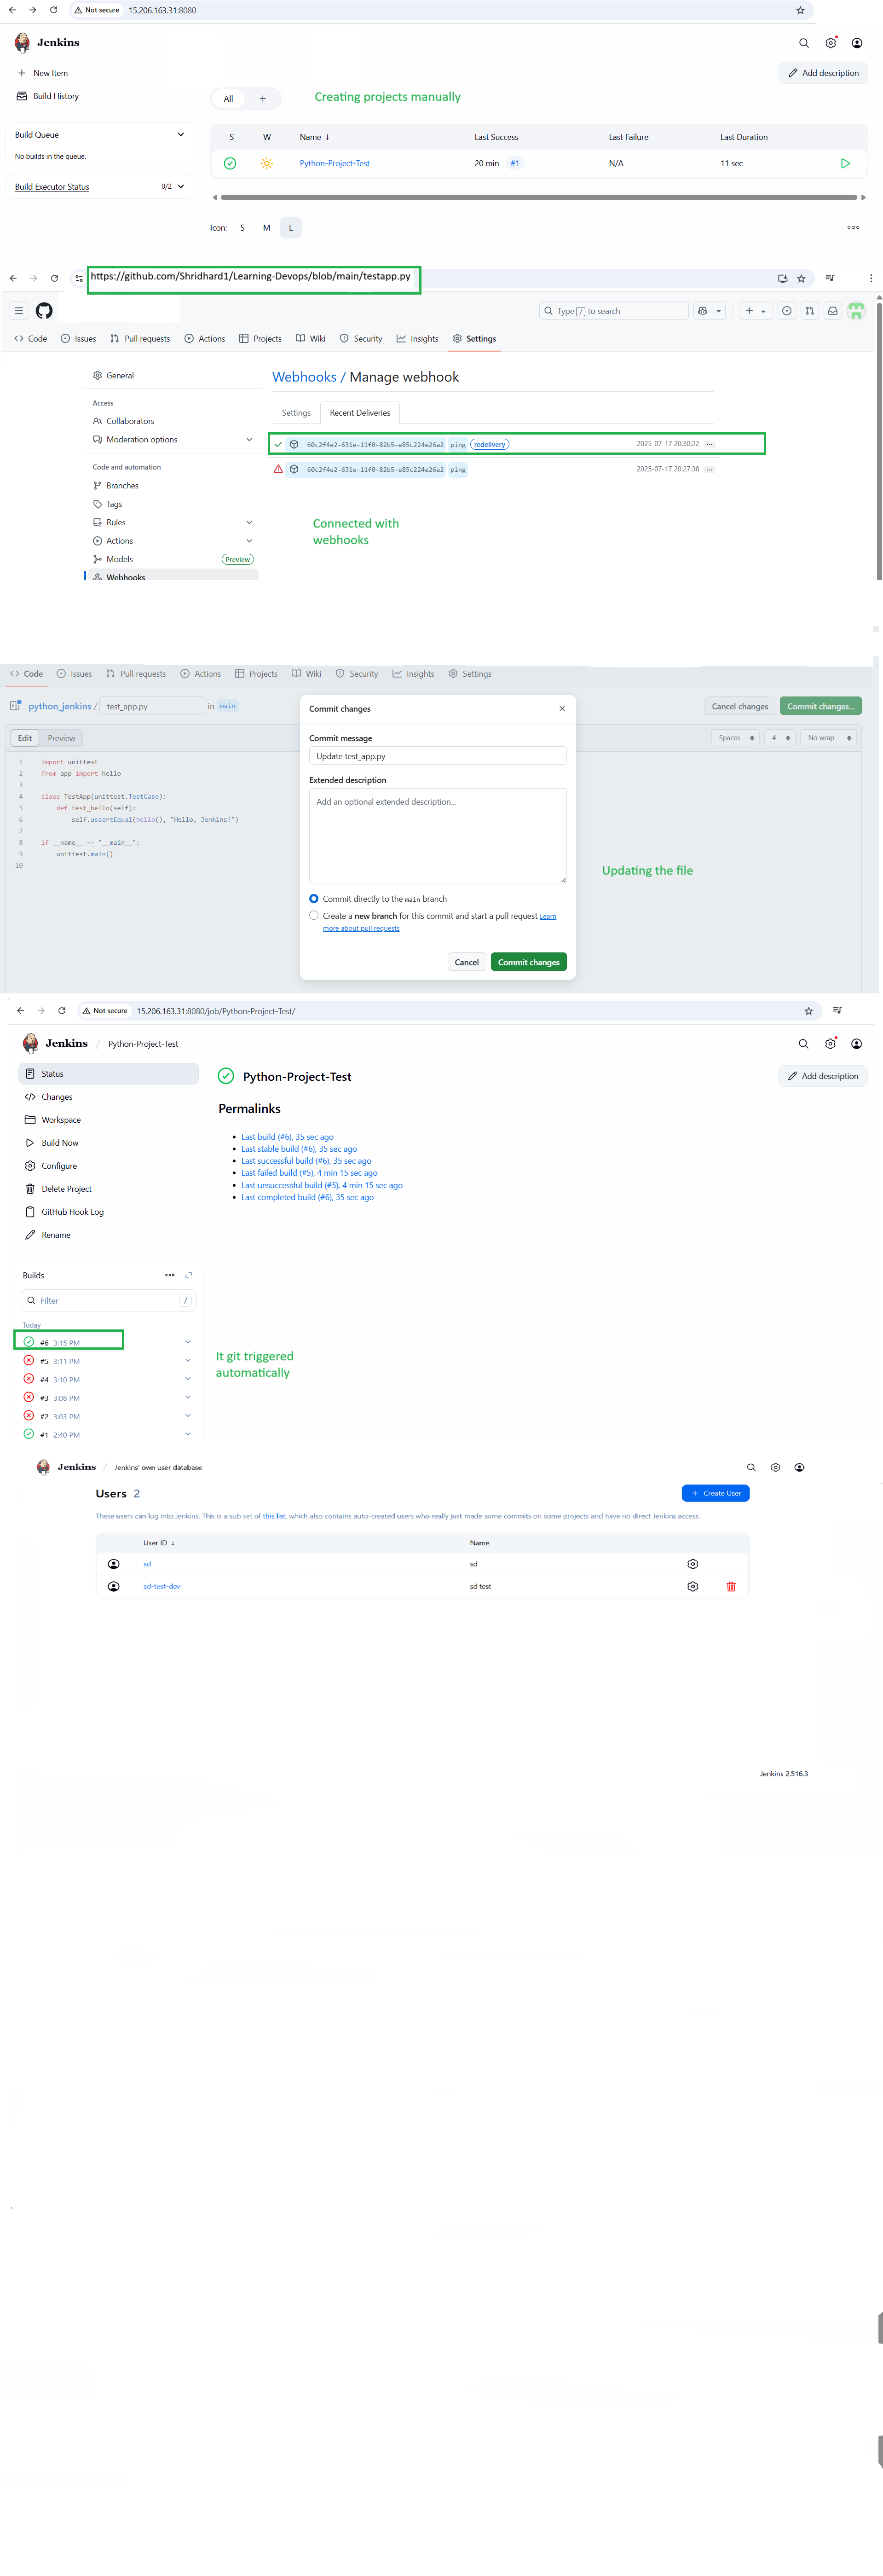 Not secure 15.206.163.31:8080
Jenkins
New Item
Add description
Build History
All +
Creating projects manually
Build Queue
No builds in the queue.
Build Executor Status 0/2
S W Name ↓ Last Success Last Failure Last Duration
Python-Project-Test 20 min #1 N/A 11 sec
Icon: S M L
https://github.com/Shridhard1/Learning-Devops/blob/main/testapp.py
Type / to search
Code Issues Pull requests Actions Projects Wiki Security Insights Settings
General
Access
Collaborators
Moderation options
Code and automation
Branches
Tags
Rules
Actions
Models Preview
Webhooks
Webhooks / Manage webhook
Settings Recent Deliveries
60c2f4e2-631e-11f0-82b5-e85c224e26a2 ping redelivery 2025-07-17 20:30:22 ...
60c2f4e2-631e-11f0-82b5-e85c224e26a2 ping 2025-07-17 20:27:38 ...
Connected with
webhooks
Code Issues Pull requests Actions Projects Wiki Security Insights Settings
python_jenkins / test_app.py in main
Cancel changes Commit changes...
Edit Preview
Spaces 4 No wrap
1 import unittest
2 from app import hello
3
4 class TestApp(unittest.TestCase):
5 def test_hello(self):
6 self.assertEqual(hello(), "Hello, Jenkins!")
7
8 if __name__ == "__main__":
9 unittest.main()
10
Commit changes
Commit message
Update test_app.py
Extended description
Add an optional extended description...
Commit directly to the main branch
Create a new branch for this commit and start a pull request Learn
more about pull requests
Cancel Commit changes
Updating the file
Not secure 15.206.163.31:8080/job/Python-Project-Test/
Jenkins / Python-Project-Test
Status
Changes
Workspace
Build Now
Configure
Delete Project
GitHub Hook Log
Rename
Python-Project-Test
Add description
Permalinks
Last build (#6), 35 sec ago
Last stable build (#6), 35 sec ago
Last successful build (#6), 35 sec ago
Last failed build (#5), 4 min 15 sec ago
Last unsuccessful build (#5), 4 min 15 sec ago
Last completed build (#6), 35 sec ago
Builds
Filter /
Today
#6 3:15 PM
#5 3:11 PM
#4 3:10 PM
#3 3:08 PM
#2 3:03 PM
#1 2:40 PM
It git triggered
automatically
Jenkins / Jenkins' own user database
Users 2
+ Create User
These users can log into Jenkins. This is a sub set of this list, which also contains auto-created users who really just made some commits on some projects and have no direct Jenkins access.
User ID ↓ Name
sd sd
sd-test-dev sd test
Jenkins 2.516.3